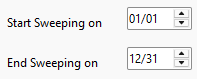 Start Sweeping on 01/01
End Sweeping on 12/31